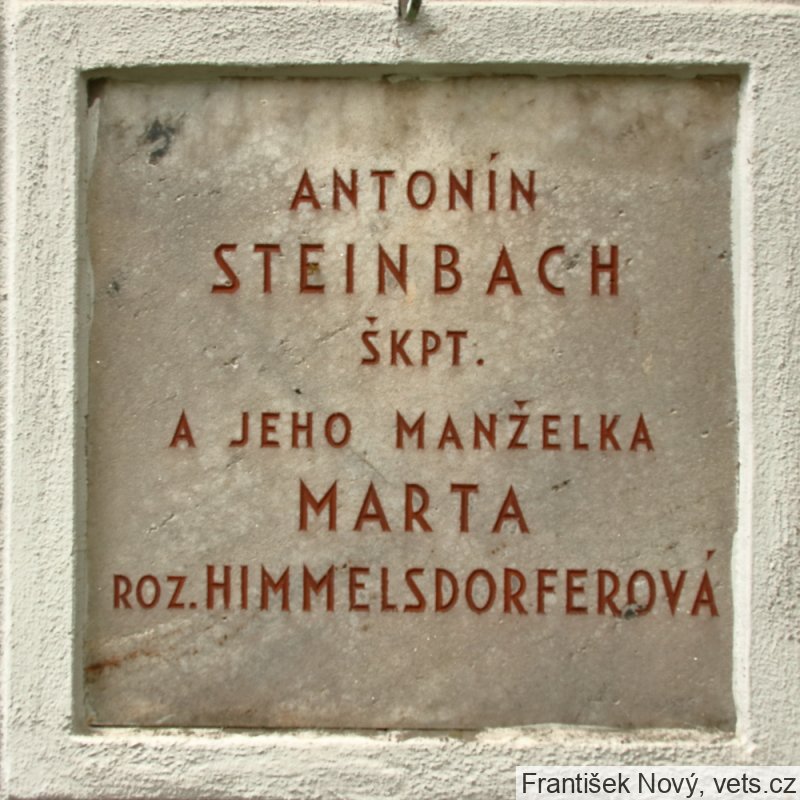 ANTONÍN
STEINBACH
ŠKPT.
A JEHO MANŽELKA
MARTA
ROZ. HIMMELSDORFEROVÁ
František Nový, vets.cz